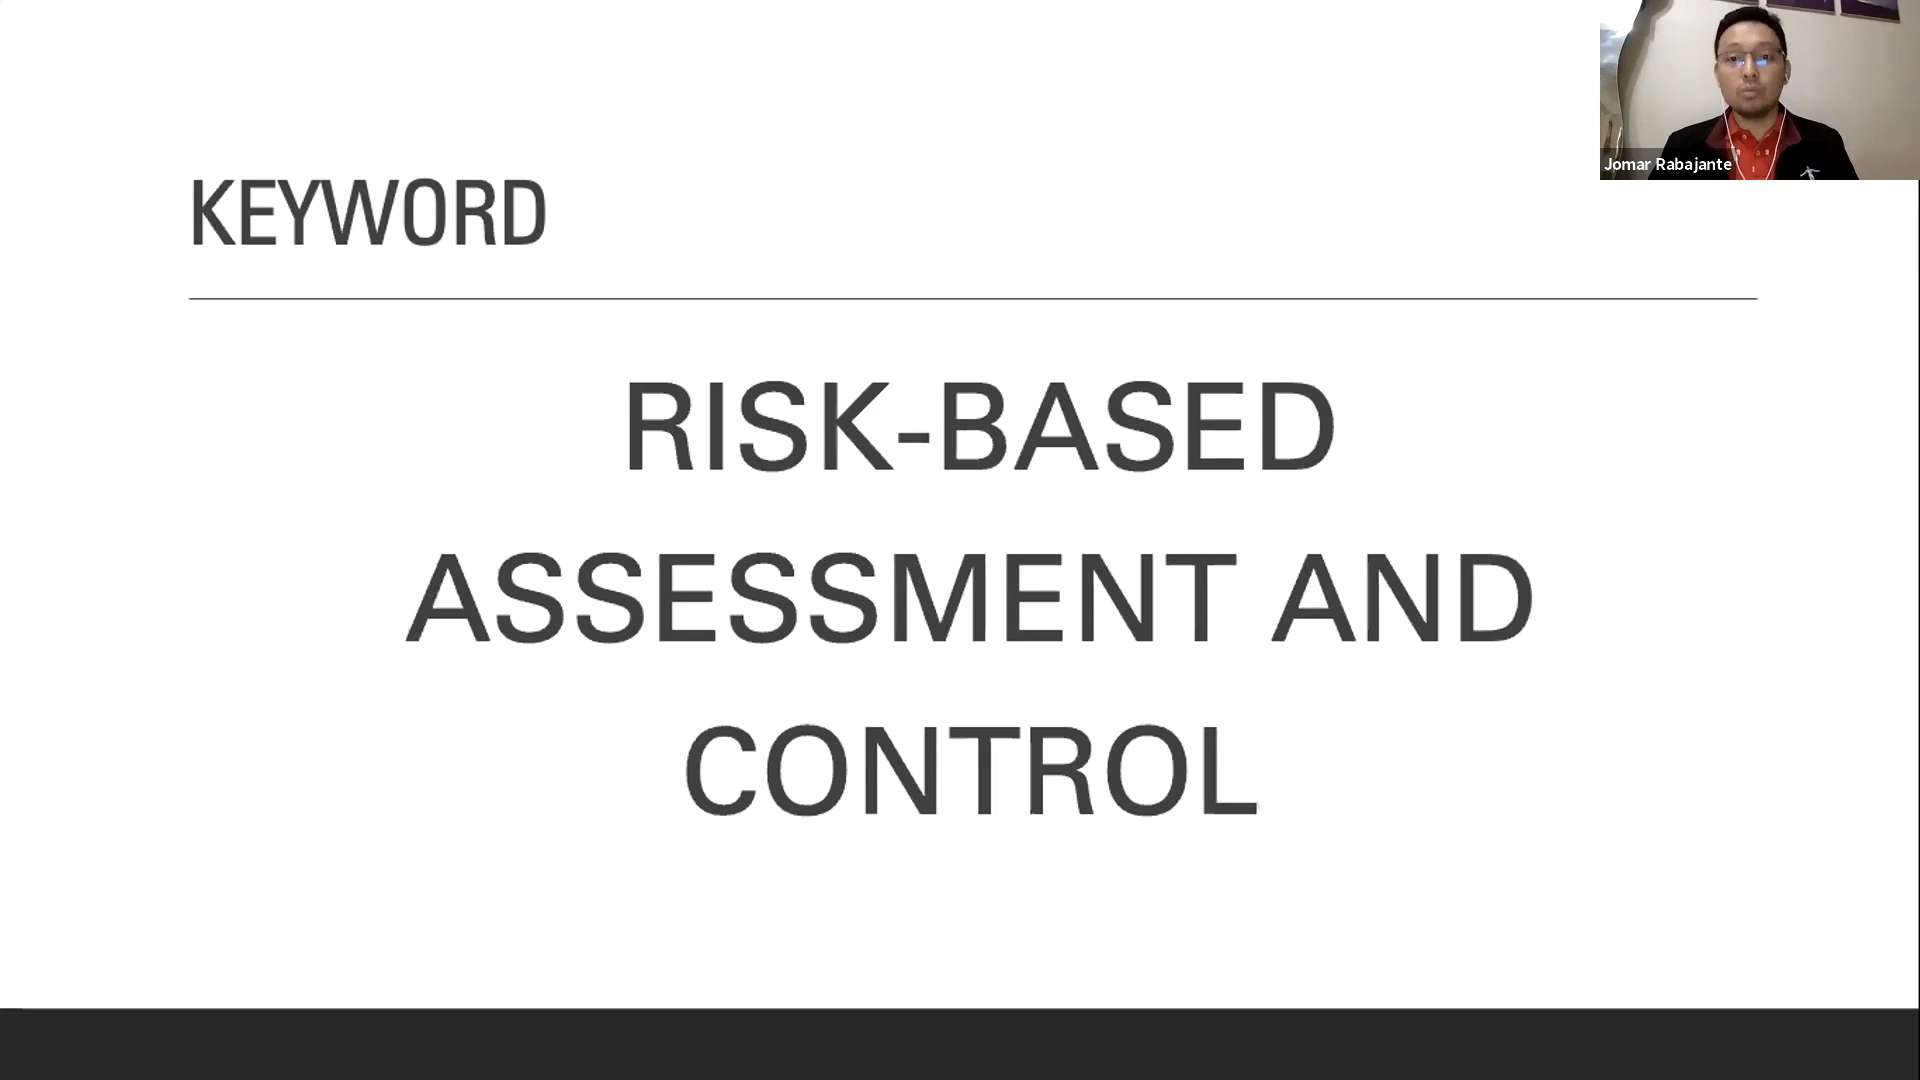 Jomar Rabajante
KEYWORD
RISK-BASED
ASSESSMENT AND
CONTROL